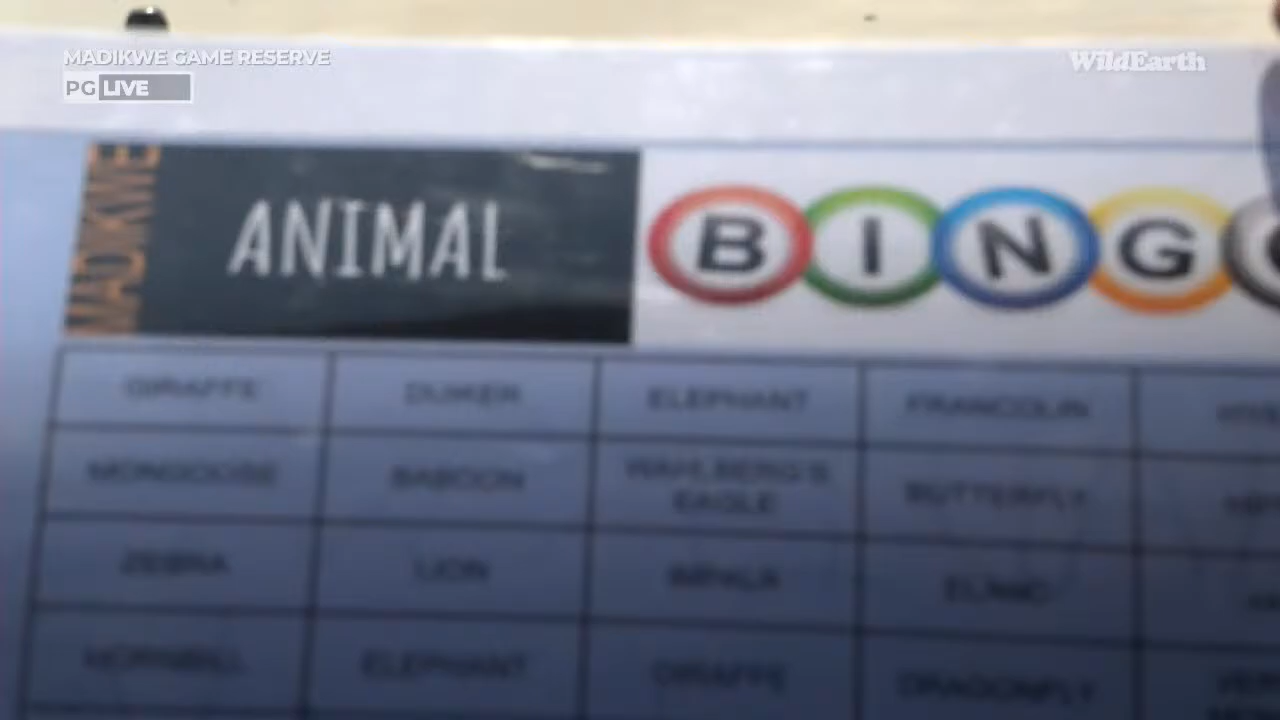 MADIKWE GAME RESERVE
PG LIVE
WildEarth
MADIKWE
ANIMAL
BING
GIRAFFE DUIKER ELEPHANT FRANCOLIN
MONGOOSE BABOON WAHLBERG'S EAGLE BUTTERFLY
ZEBRA LION IMPALA ELAND
HORNBILL ELEPHANT GIRAFFE DRAGONFLY